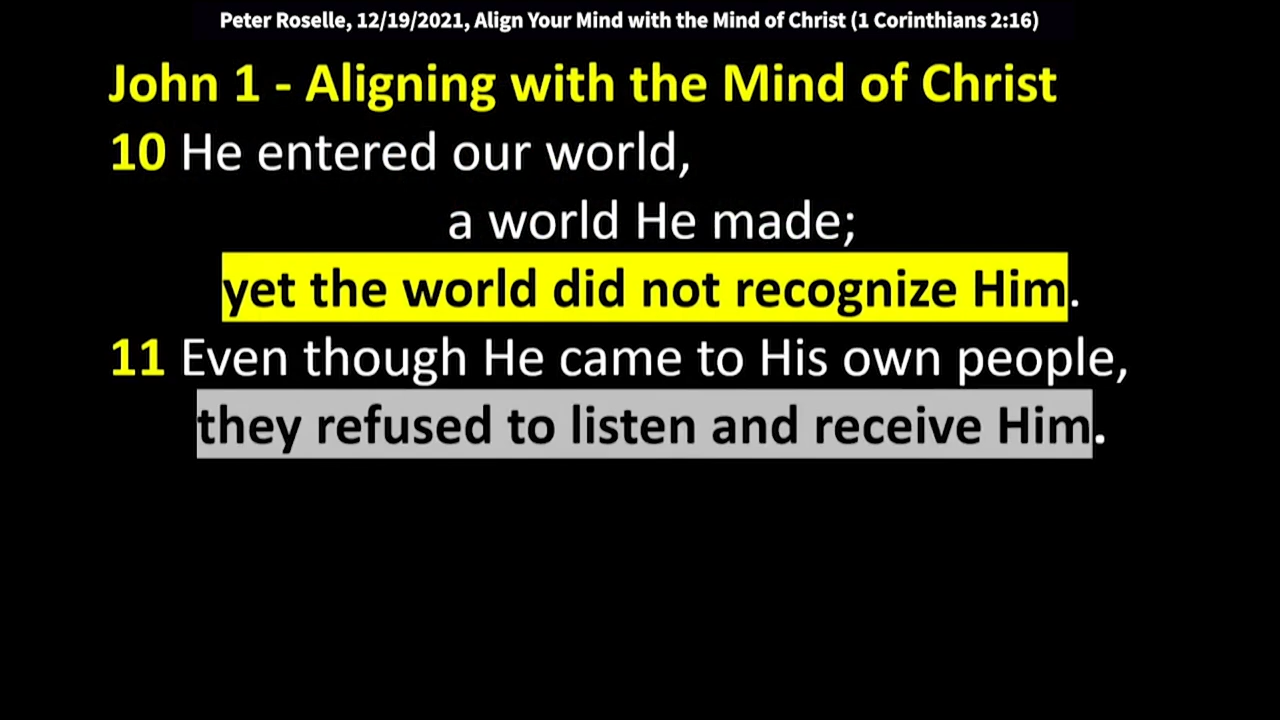 Peter Roselle, 12/19/2021, Align Your Mind with the Mind of Christ (1 Corinthians 2:16)
John 1 - Aligning with the Mind of Christ
10 He entered our world,
a world He made;
yet the world did not recognize Him.
11 Even though He came to His own people,
they refused to listen and receive Him.